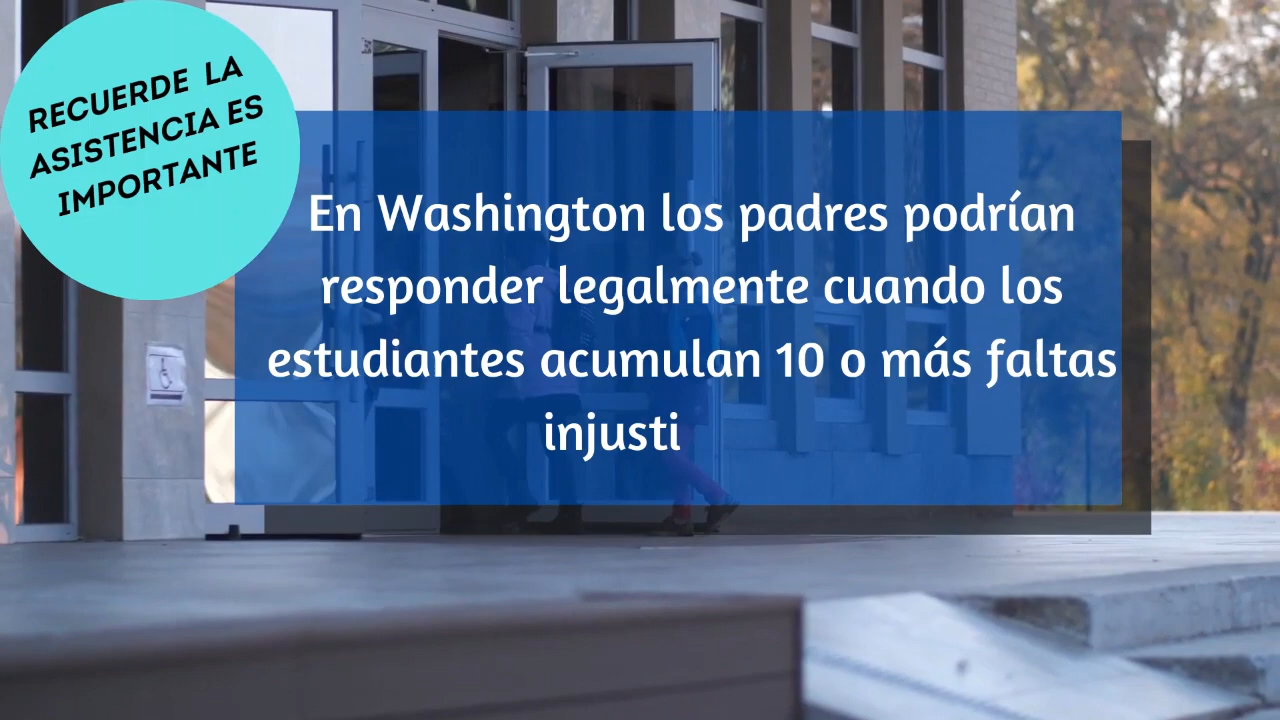 RECUERDE LA
ASISTENCIA ES
IMPORTANTE
En Washington los padres podrían
responder legalmente cuando los
estudiantes acumulan 10 o más faltas
injusti